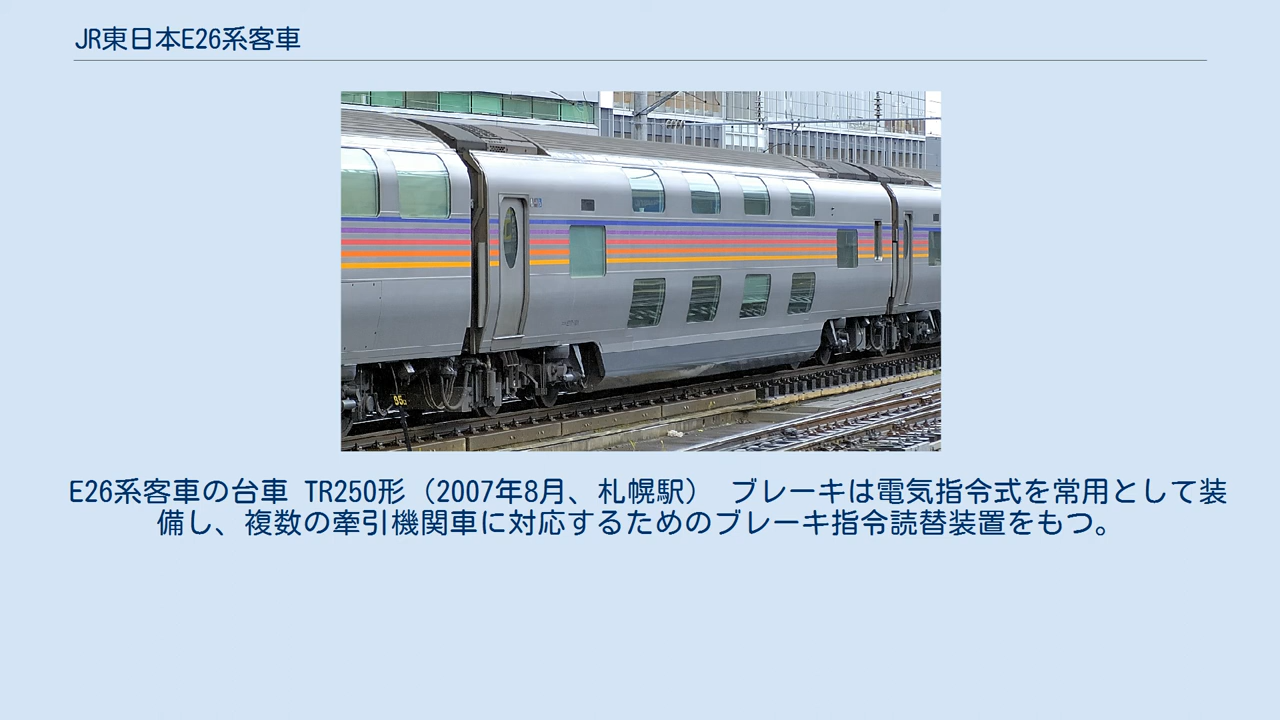 JR東日本E26系客車
E26系客車の台車 TR250形（2007年8月、札幌駅） ブレーキは電気指令式を常用として装
備し、複数の牽引機関車に対応するためのブレーキ指令読替装置をもつ。